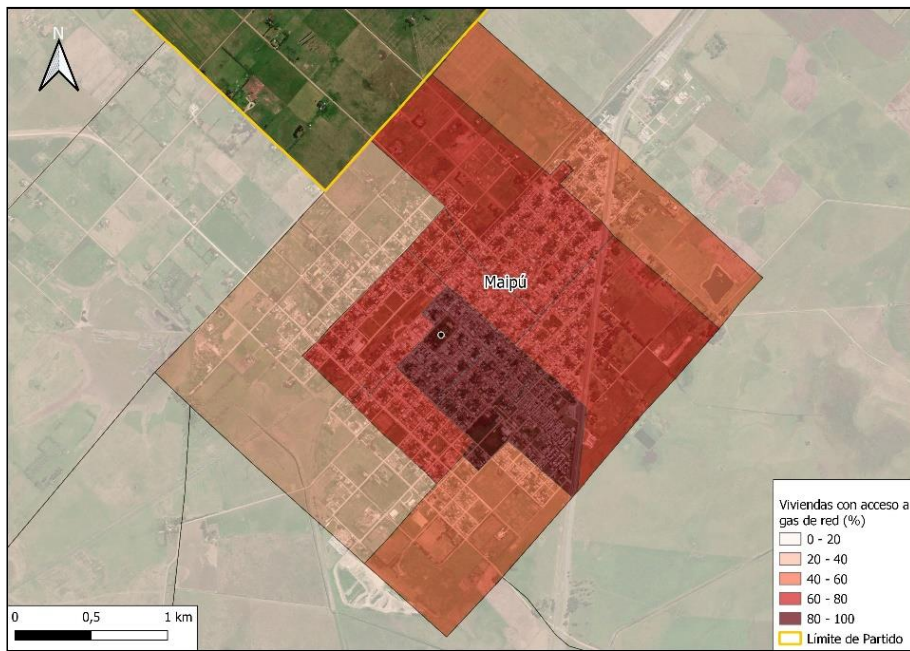 N
Maipú
Viviendas con acceso a
gas de red (%)
0 - 20
20 - 40
40 - 60
60 - 80
80 - 100
Límite de Partido
0 0,5 1 km